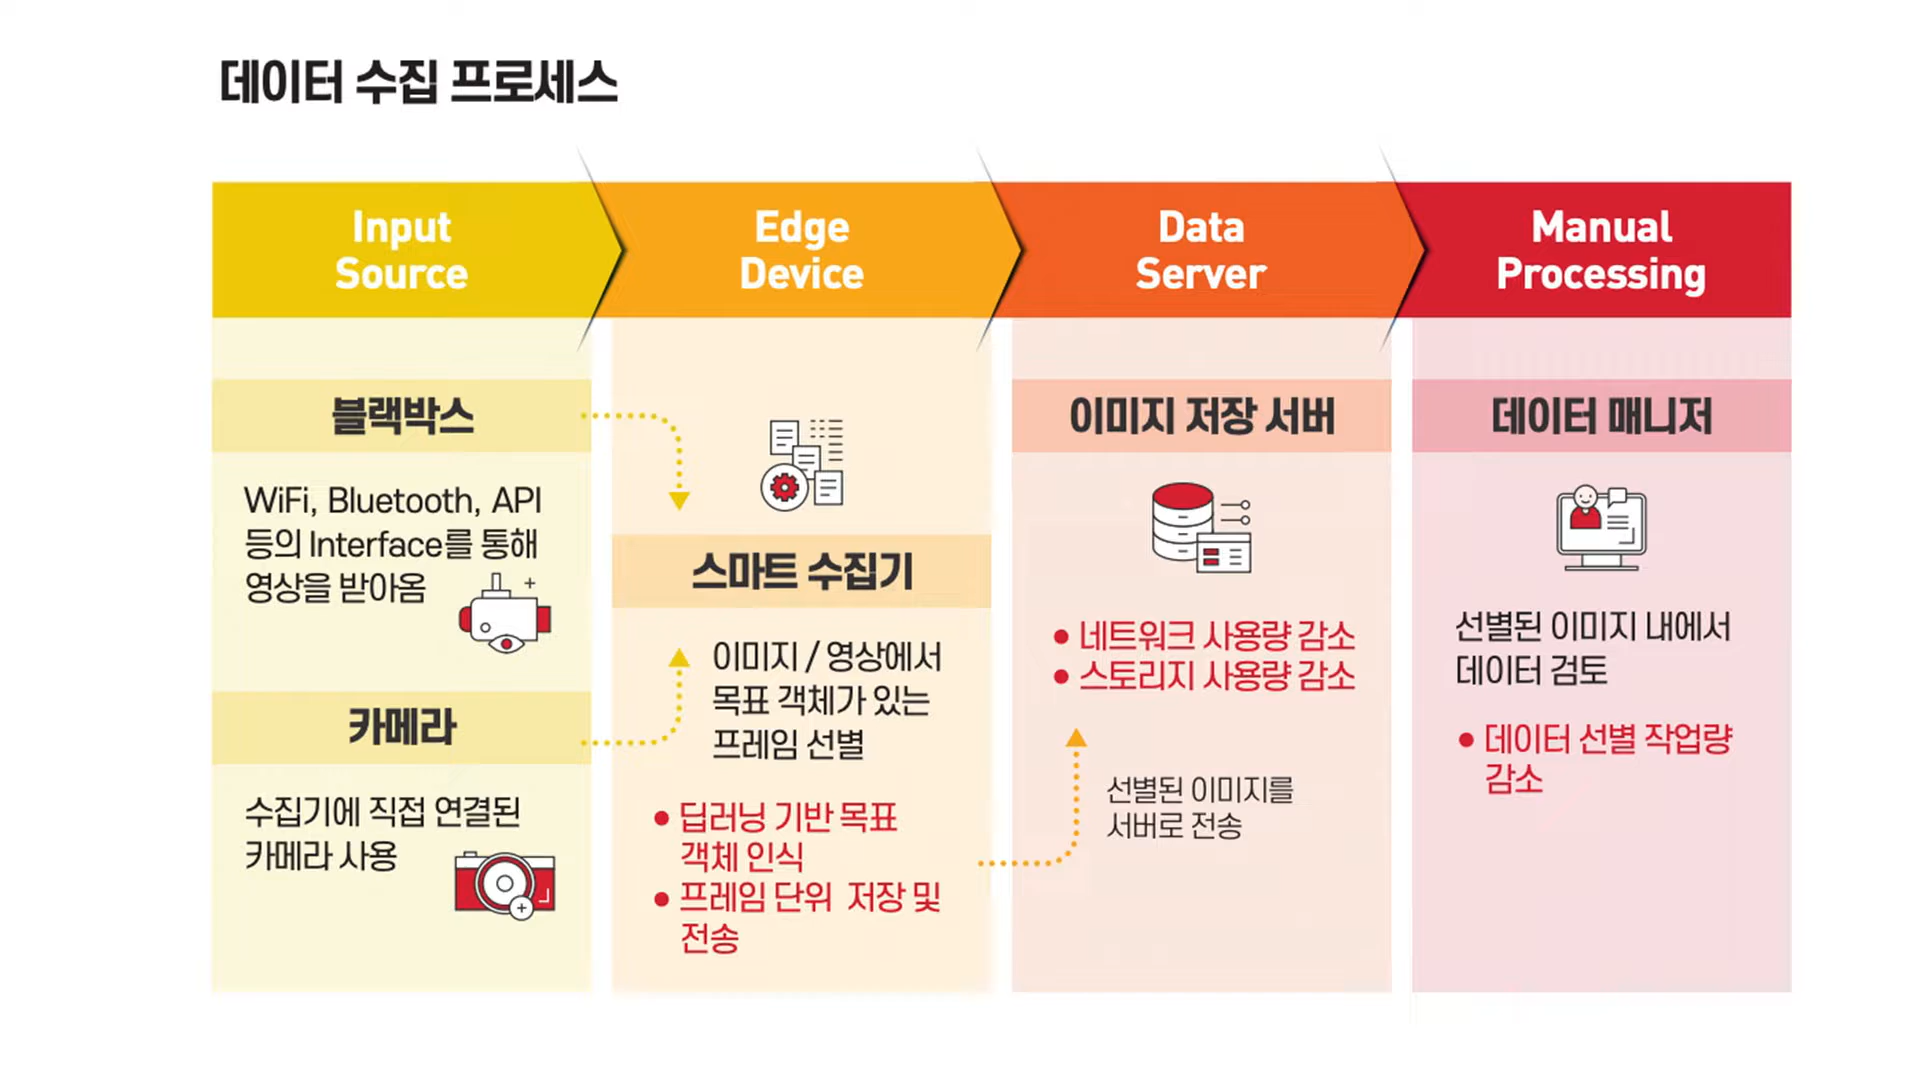 데이터 수집 프로세스
Input
Source
Edge
Device
Data
Server
Manual
Processing
블랙박스
WiFi, Bluetooth, API
등의 Interface를 통해
영상을 받아옴
카메라
수집기에 직접 연결된
카메라 사용
스마트 수집기
이미지 / 영상에서
목표 객체가 있는
프레임 선별
● 딥러닝 기반 목표
객체 인식
● 프레임 단위 저장 및
전송
이미지 저장 서버
● 네트워크 사용량 감소
● 스토리지 사용량 감소
선별된 이미지를
서버로 전송
데이터 매니저
선별된 이미지 내에서
데이터 검토
● 데이터 선별 작업량
감소